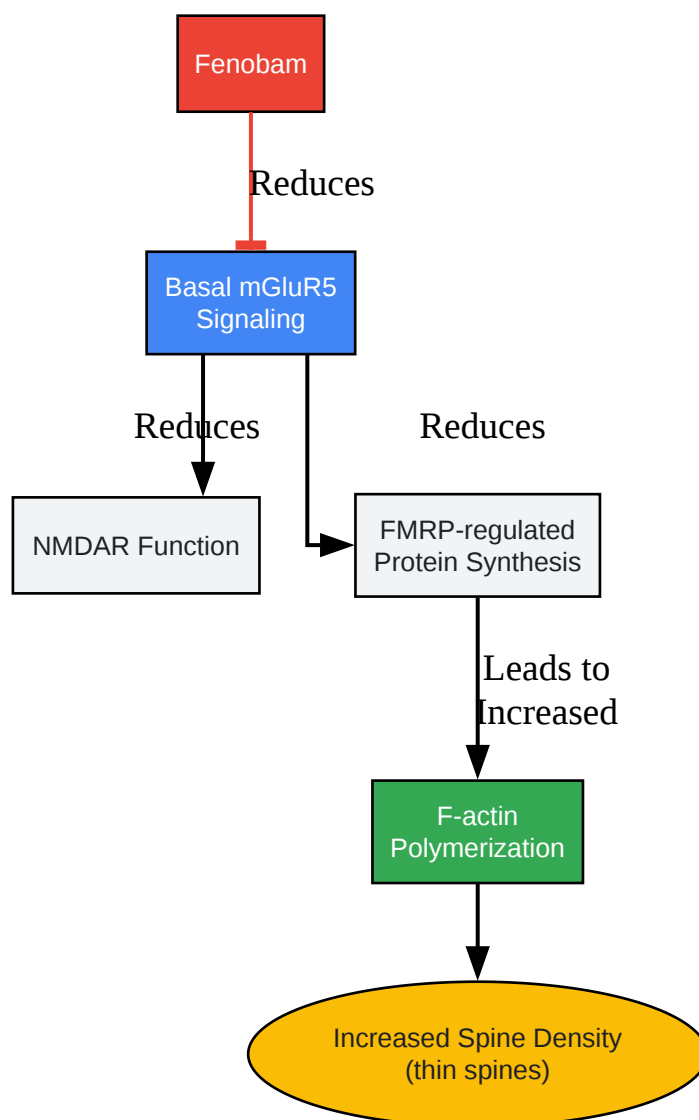 Fenobam
Reduces
Basal mGluR5
Signaling
Reduces
Reduces
NMDAR Function
FMRP-regulated
Protein Synthesis
Leads to
Increased
F-actin
Polymerization
Increased Spine Density
(thin spines)